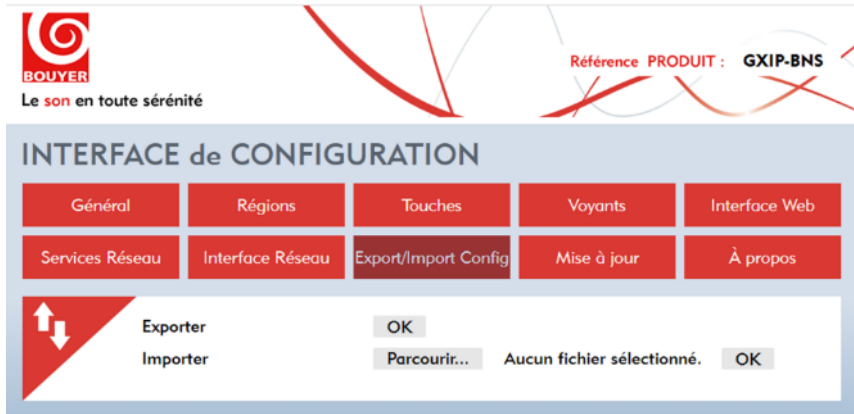 BOUYER
Référence PRODUIT : GXIP-BNS
Le son en toute sérénité
INTERFACE de CONFIGURATION
Général Régions Touches Voyants Interface Web
Services Réseau Interface Réseau Export/Import Config Mise à jour À propos
Exporter OK
Importer Parcourir... Aucun fichier sélectionné. OK